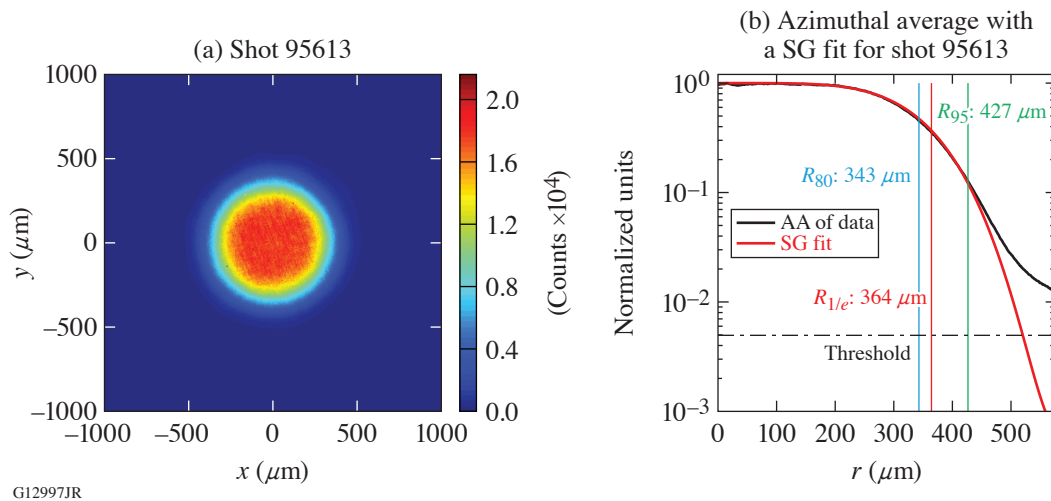 (a) Shot 95613
1000
500
0
–500
–1000
–1000
–500
0
500
1000
x (μm)
y (μm)
2.0
1.6
1.2
0.8
0.4
0.0
(Counts ×10⁴)
(b) Azimuthal average with
a SG fit for shot 95613
10⁰
10⁻¹
10⁻²
10⁻³
Normalized units
R₉₅: 427 μm
R₈₀: 343 μm
AA of data
SG fit
R₁/ₑ: 364 μm
Threshold
0
100
200
300
400
500
r (μm)
G12997JR